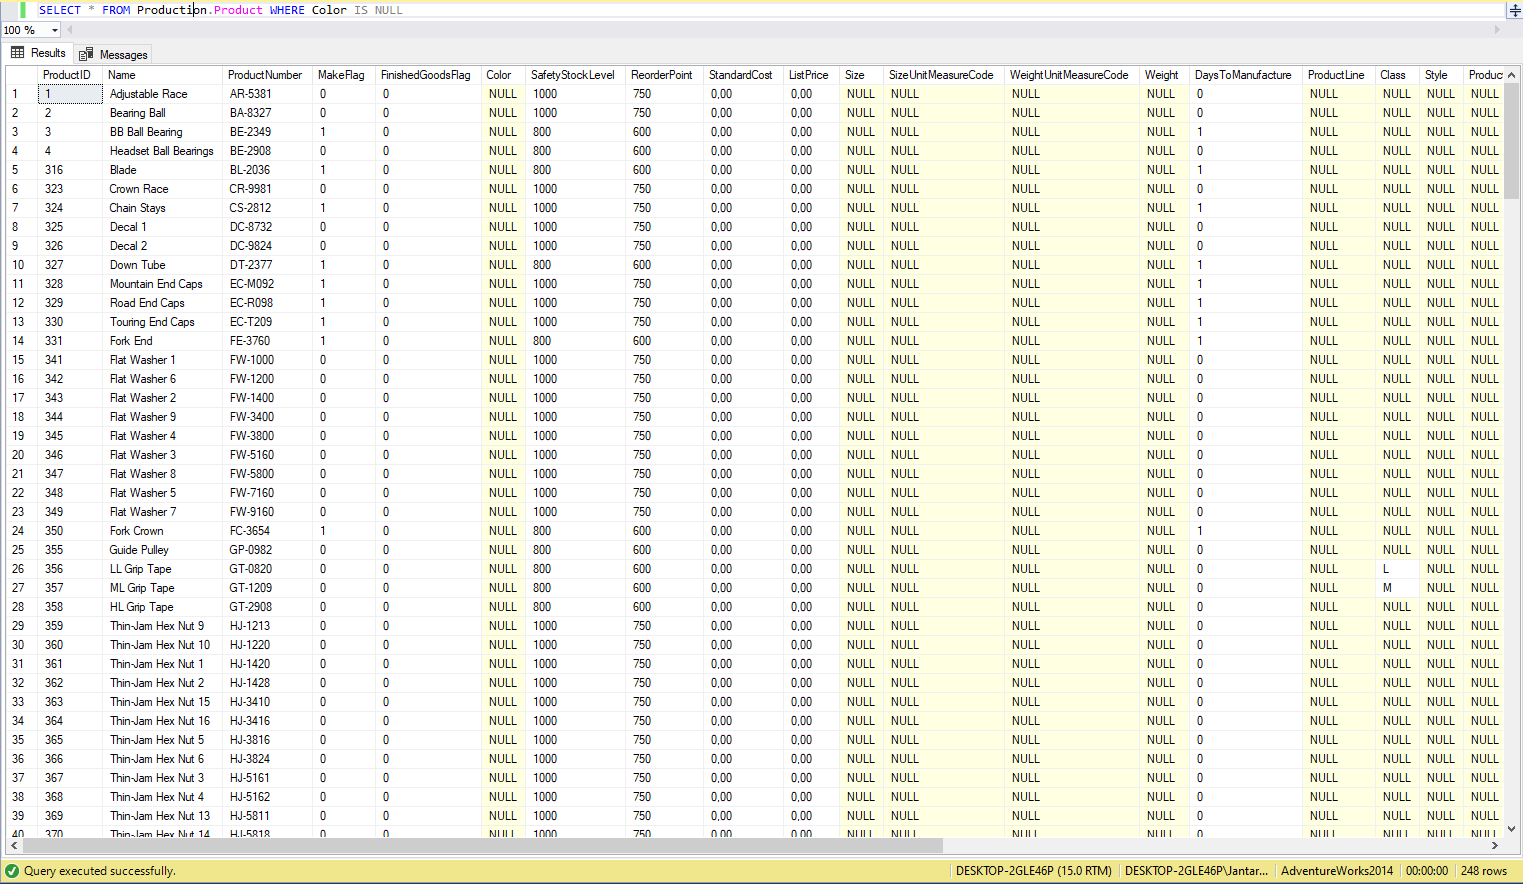 SELECT * FROM Production.Product WHERE Color IS NULL
100 %
Results Messages
ProductID Name ProductNumber MakeFlag FinishedGoodsFlag Color SafetyStockLevel ReorderPoint StandardCost ListPrice Size SizeUnitMeasureCode WeightUnitMeasureCode Weight DaysToManufacture ProductLine Class Style Produc
1 1 Adjustable Race AR-5381 0 0 NULL 1000 750 0,00 0,00 NULL NULL NULL NULL 0 NULL NULL NULL NULL
2 2 Bearing Ball BA-8327 0 0 NULL 1000 750 0,00 0,00 NULL NULL NULL NULL 0 NULL NULL NULL NULL
3 3 BB Ball Bearing BE-2349 1 0 NULL 800 600 0,00 0,00 NULL NULL NULL NULL 1 NULL NULL NULL NULL
4 4 Headset Ball Bearings BE-2908 0 0 NULL 800 600 0,00 0,00 NULL NULL NULL NULL 0 NULL NULL NULL NULL
5 316 Blade BL-2036 1 0 NULL 800 600 0,00 0,00 NULL NULL NULL NULL 1 NULL NULL NULL NULL
6 323 Crown Race CR-9981 0 0 NULL 1000 750 0,00 0,00 NULL NULL NULL NULL 0 NULL NULL NULL NULL
7 324 Chain Stays CS-2812 1 0 NULL 1000 750 0,00 0,00 NULL NULL NULL NULL 1 NULL NULL NULL NULL
8 325 Decal 1 DC-8732 0 0 NULL 1000 750 0,00 0,00 NULL NULL NULL NULL 0 NULL NULL NULL NULL
9 326 Decal 2 DC-9824 0 0 NULL 1000 750 0,00 0,00 NULL NULL NULL NULL 0 NULL NULL NULL NULL
10 327 Down Tube DT-2377 1 0 NULL 800 600 0,00 0,00 NULL NULL NULL NULL 1 NULL NULL NULL NULL
11 328 Mountain End Caps EC-M092 1 0 NULL 1000 750 0,00 0,00 NULL NULL NULL NULL 1 NULL NULL NULL NULL
12 329 Road End Caps EC-R098 1 0 NULL 1000 750 0,00 0,00 NULL NULL NULL NULL 1 NULL NULL NULL NULL
13 330 Touring End Caps EC-T209 1 0 NULL 1000 750 0,00 0,00 NULL NULL NULL NULL 1 NULL NULL NULL NULL
14 331 Fork End FE-3760 1 0 NULL 800 600 0,00 0,00 NULL NULL NULL NULL 1 NULL NULL NULL NULL
15 341 Flat Washer 1 FW-1000 0 0 NULL 1000 750 0,00 0,00 NULL NULL NULL NULL 0 NULL NULL NULL NULL
16 342 Flat Washer 6 FW-1200 0 0 NULL 1000 750 0,00 0,00 NULL NULL NULL NULL 0 NULL NULL NULL NULL
17 343 Flat Washer 2 FW-1400 0 0 NULL 1000 750 0,00 0,00 NULL NULL NULL NULL 0 NULL NULL NULL NULL
18 344 Flat Washer 9 FW-3400 0 0 NULL 1000 750 0,00 0,00 NULL NULL NULL NULL 0 NULL NULL NULL NULL
19 345 Flat Washer 4 FW-3800 0 0 NULL 1000 750 0,00 0,00 NULL NULL NULL NULL 0 NULL NULL NULL NULL
20 346 Flat Washer 3 FW-5160 0 0 NULL 1000 750 0,00 0,00 NULL NULL NULL NULL 0 NULL NULL NULL NULL
21 347 Flat Washer 8 FW-5800 0 0 NULL 1000 750 0,00 0,00 NULL NULL NULL NULL 0 NULL NULL NULL NULL
22 348 Flat Washer 5 FW-7160 0 0 NULL 1000 750 0,00 0,00 NULL NULL NULL NULL 0 NULL NULL NULL NULL
23 349 Flat Washer 7 FW-9160 0 0 NULL 1000 750 0,00 0,00 NULL NULL NULL NULL 0 NULL NULL NULL NULL
24 350 Fork Crown FC-3654 1 0 NULL 800 600 0,00 0,00 NULL NULL NULL NULL 1 NULL NULL NULL NULL
25 355 Guide Pulley GP-0982 0 0 NULL 800 600 0,00 0,00 NULL NULL NULL NULL 0 NULL NULL NULL NULL
26 356 LL Grip Tape GT-0820 0 0 NULL 800 600 0,00 0,00 NULL NULL NULL NULL 0 NULL L NULL NULL
27 357 ML Grip Tape GT-1209 0 0 NULL 800 600 0,00 0,00 NULL NULL NULL NULL 0 NULL M NULL NULL
28 358 HL Grip Tape GT-2908 0 0 NULL 800 600 0,00 0,00 NULL NULL NULL NULL 0 NULL NULL NULL NULL
29 359 Thin-Jam Hex Nut 9 HJ-1213 0 0 NULL 1000 750 0,00 0,00 NULL NULL NULL NULL 0 NULL NULL NULL NULL
30 360 Thin-Jam Hex Nut 10 HJ-1220 0 0 NULL 1000 750 0,00 0,00 NULL NULL NULL NULL 0 NULL NULL NULL NULL
31 361 Thin-Jam Hex Nut 1 HJ-1420 0 0 NULL 1000 750 0,00 0,00 NULL NULL NULL NULL 0 NULL NULL NULL NULL
32 362 Thin-Jam Hex Nut 2 HJ-1428 0 0 NULL 1000 750 0,00 0,00 NULL NULL NULL NULL 0 NULL NULL NULL NULL
33 363 Thin-Jam Hex Nut 15 HJ-3410 0 0 NULL 1000 750 0,00 0,00 NULL NULL NULL NULL 0 NULL NULL NULL NULL
34 364 Thin-Jam Hex Nut 16 HJ-3416 0 0 NULL 1000 750 0,00 0,00 NULL NULL NULL NULL 0 NULL NULL NULL NULL
35 365 Thin-Jam Hex Nut 5 HJ-3816 0 0 NULL 1000 750 0,00 0,00 NULL NULL NULL NULL 0 NULL NULL NULL NULL
36 366 Thin-Jam Hex Nut 6 HJ-3824 0 0 NULL 1000 750 0,00 0,00 NULL NULL NULL NULL 0 NULL NULL NULL NULL
37 367 Thin-Jam Hex Nut 3 HJ-5161 0 0 NULL 1000 750 0,00 0,00 NULL NULL NULL NULL 0 NULL NULL NULL NULL
38 368 Thin-Jam Hex Nut 4 HJ-5162 0 0 NULL 1000 750 0,00 0,00 NULL NULL NULL NULL 0 NULL NULL NULL NULL
39 369 Thin-Jam Hex Nut 13 HJ-5811 0 0 NULL 1000 750 0,00 0,00 NULL NULL NULL NULL 0 NULL NULL NULL NULL
40 370 Thin-Jam Hex Nut 14 HJ-5818 0 0 NULL 1000 750 0,00 0,00 NULL NULL NULL NULL 0 NULL NULL NULL NULL
Query executed successfully. DESKTOP-2GLE46P (15.0 RTM) DESKTOP-2GLE46P\Jantar... AdventureWorks2014 00:00:00 248 rows